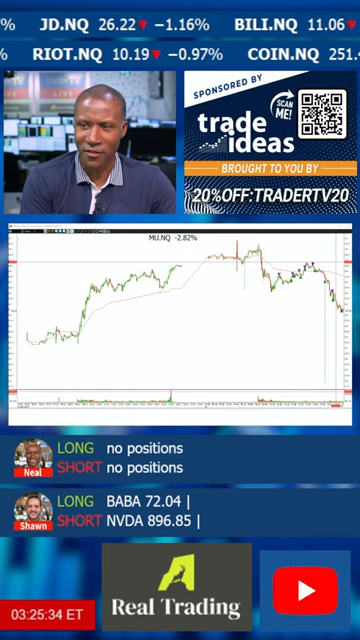 7% JD.NQ 26.22 ▼ −1.16% BILI.NQ 11.06 ▼
% RIOT.NQ 10.19 ▼ −0.97% COIN.NQ 251.4
LIVE
SPONSORED BY
SCAN ME!
trade ideas
BROUGHT TO YOU BY
20%OFF:TRADERTV20
MU.NQ -2.82%
Neal
LONG no positions
SHORT no positions
Shawn
LONG BABA 72.04 |
SHORT NVDA 896.85 |
03:25:34 ET
Real Trading